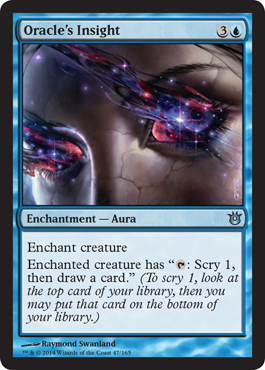 Oracle's Insight 3
Enchantment — Aura
Enchant creature
Enchanted creature has “: Scry 1,
then draw a card.” (To scry 1, look at
the top card of your library, then you
may put that card on the bottom of
your library.)
Raymond Swanland
™ & © 2014 Wizards of the Coast 47/165